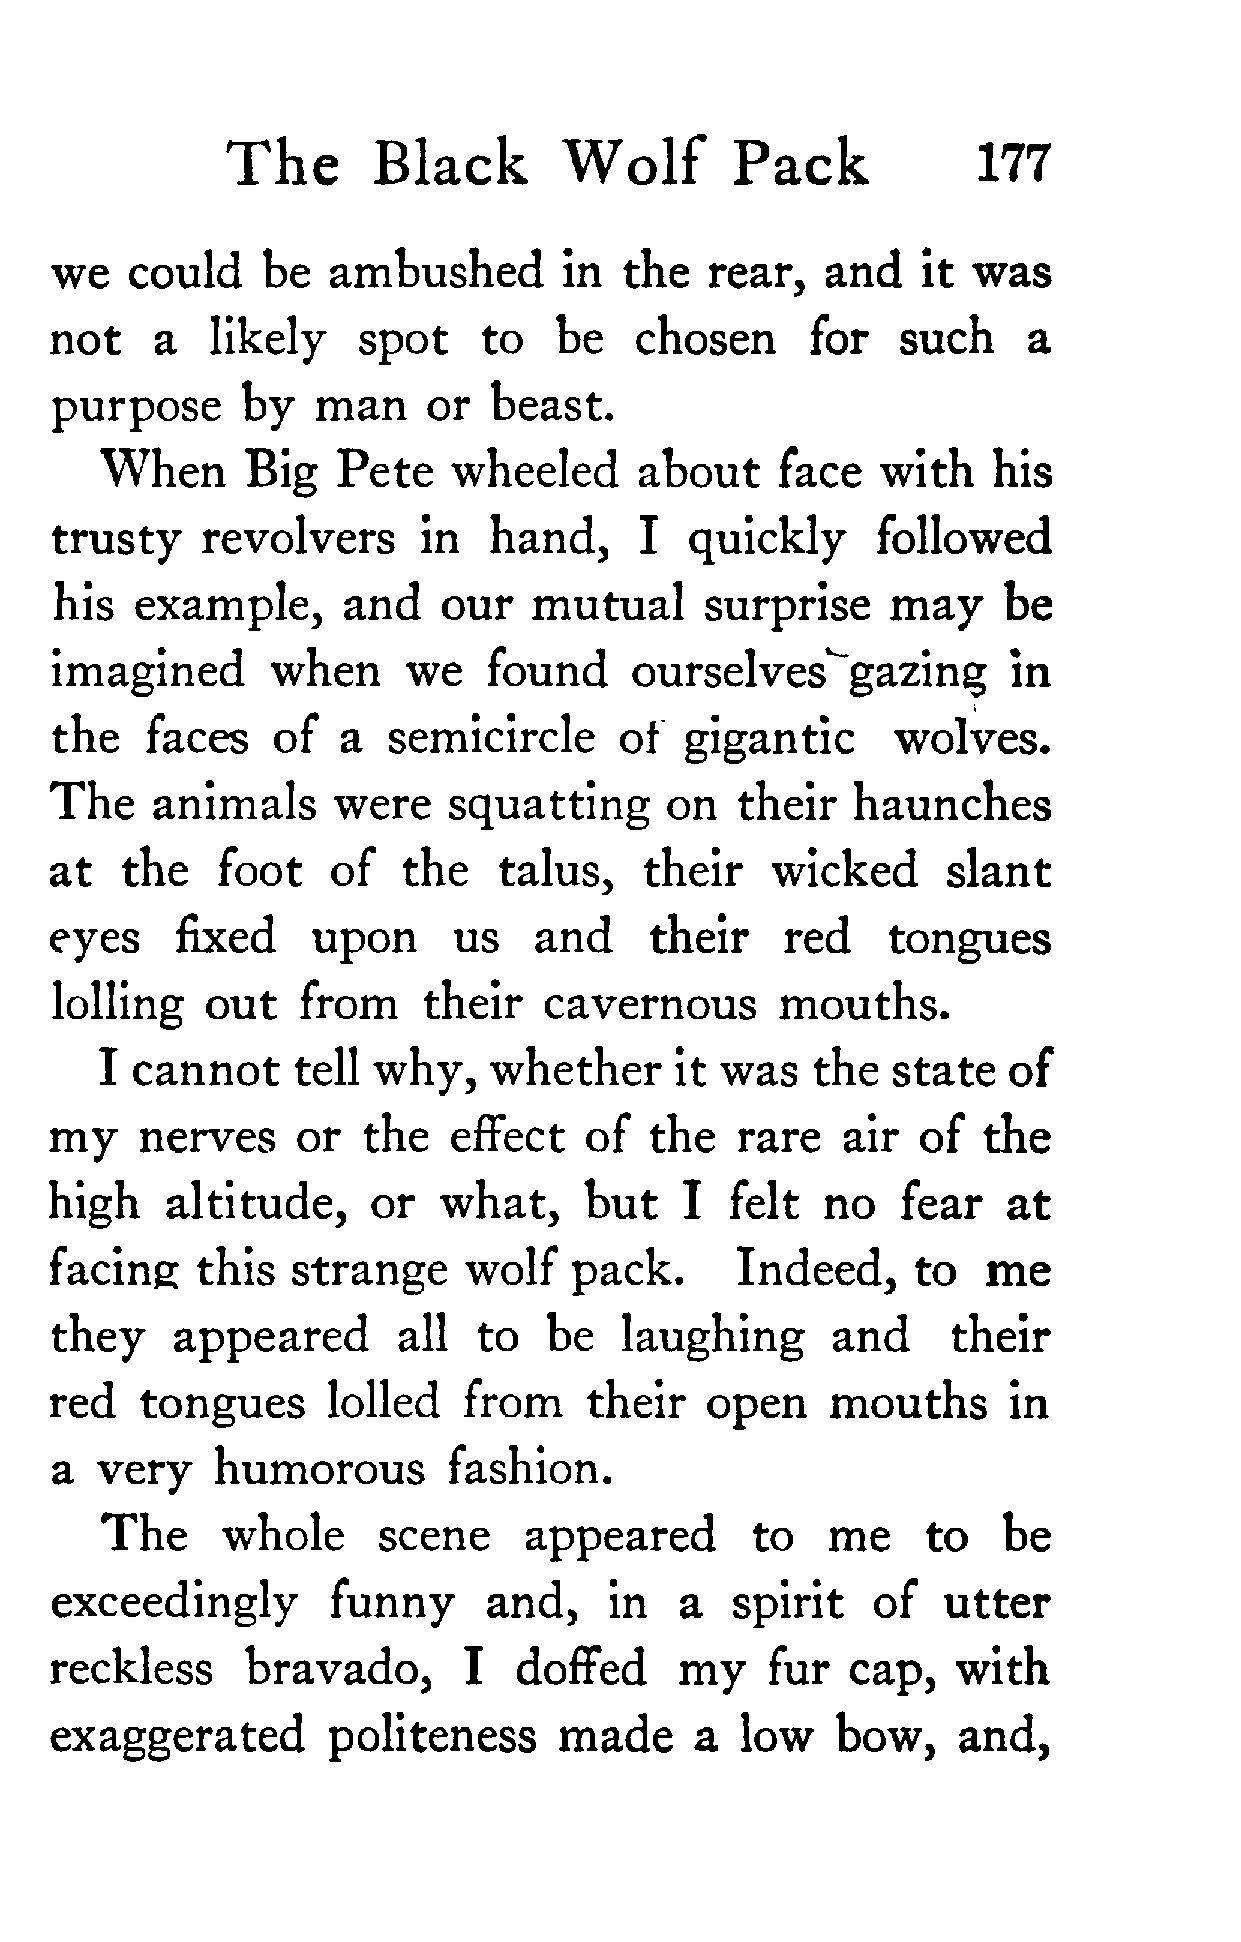 The Black Wolf Pack 177
we could be ambushed in the rear, and it was
not a likely spot to be chosen for such a
purpose by man or beast.
When Big Pete wheeled about face with his
trusty revolvers in hand, I quickly followed
his example, and our mutual surprise may be
imagined when we found ourselves gazing in
the faces of a semicircle of gigantic wolves.
The animals were squatting on their haunches
at the foot of the talus, their wicked slant
eyes fixed upon us and their red tongues
lolling out from their cavernous mouths.
I cannot tell why, whether it was the state of
my nerves or the effect of the rare air of the
high altitude, or what, but I felt no fear at
facing this strange wolf pack. Indeed, to me
they appeared all to be laughing and their
red tongues lolled from their open mouths in
a very humorous fashion.
The whole scene appeared to me to be
exceedingly funny and, in a spirit of utter
reckless bravado, I doffed my fur cap, with
exaggerated politeness made a low bow, and,